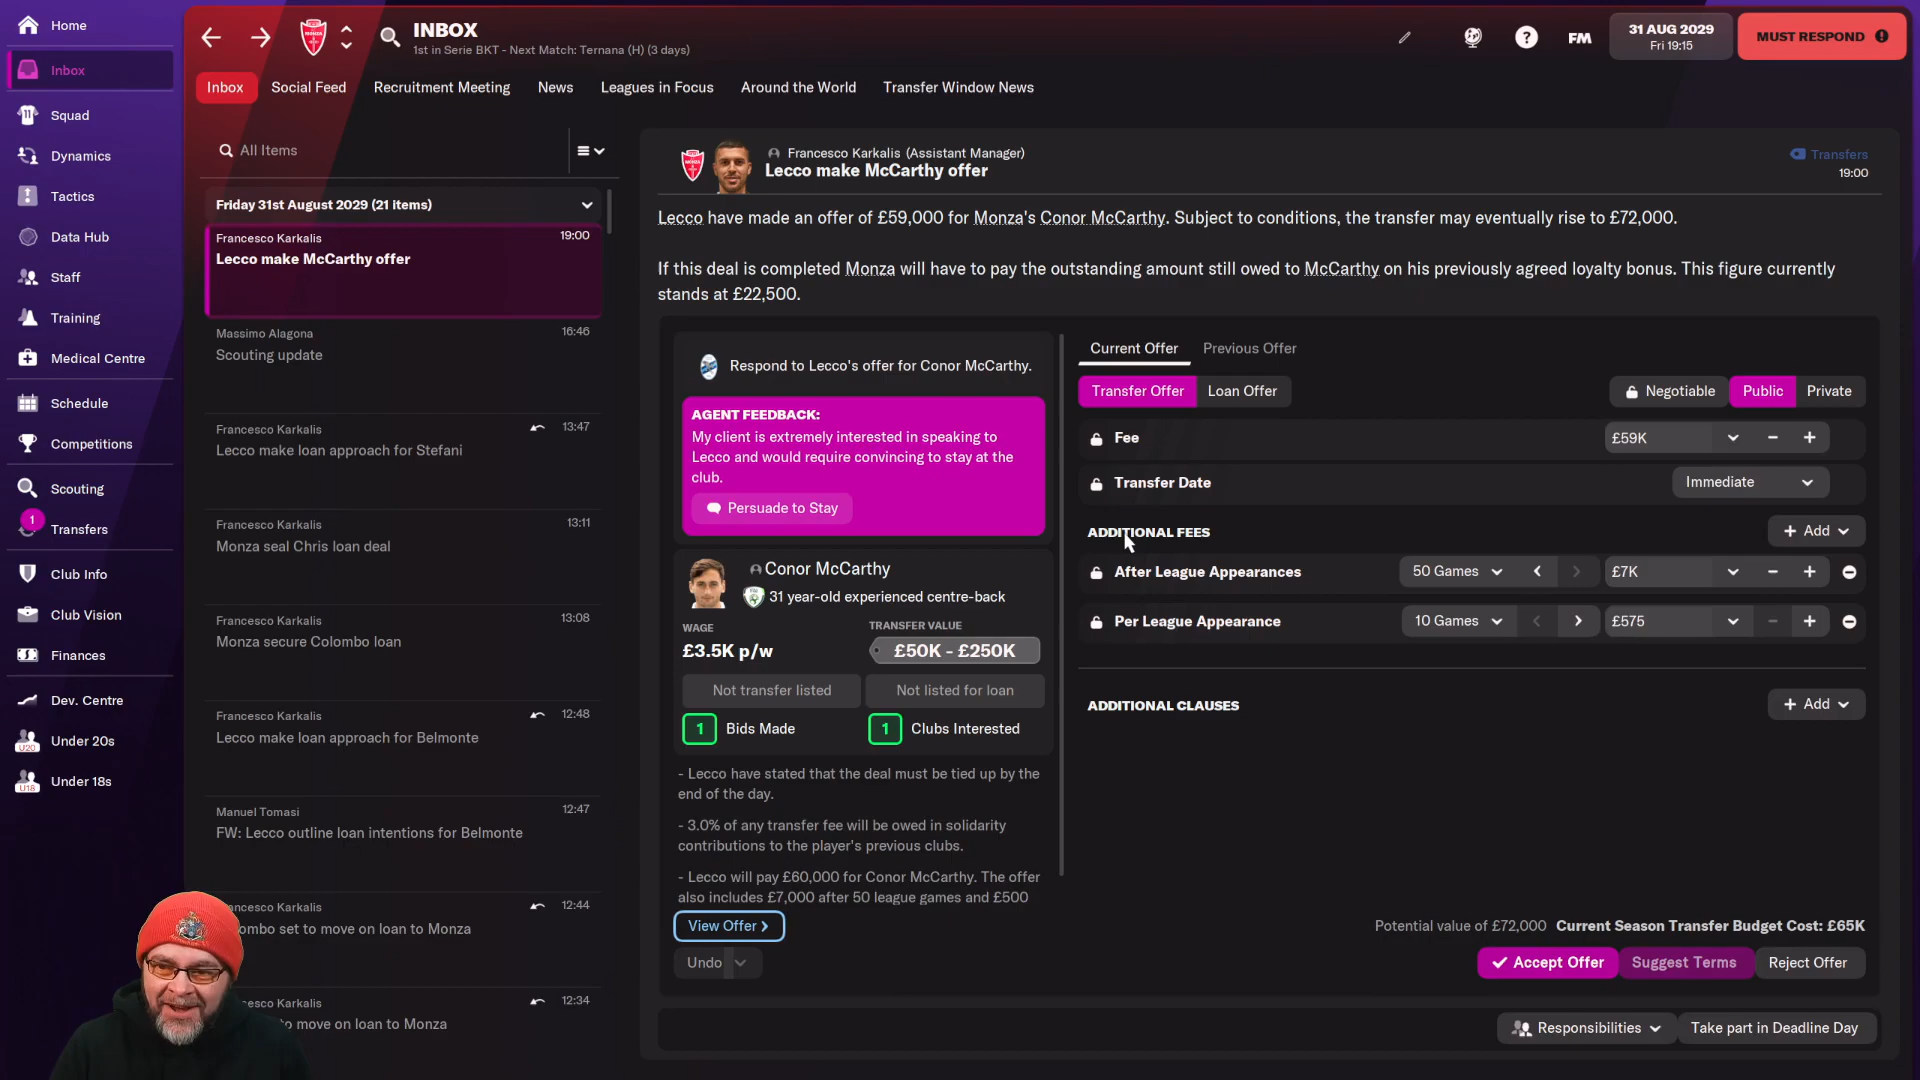 Home
Inbox
Squad
Dynamics
Tactics
Data Hub
Staff
Training
Medical Centre
Schedule
Competitions
Scouting
1
Transfers
Club Info
Club Vision
Finances
Dev. Centre
U20
Under 20s
U18
Under 18s
INBOX
1st in Serie BKT - Next Match: Ternana (H) (3 days)
?
FM
31 AUG 2029
Fri 19:15
MUST RESPOND
Inbox
Social Feed
Recruitment Meeting
News
Leagues in Focus
Around the World
Transfer Window News
All Items
Friday 31st August 2029 (21 items)
Francesco Karkalis 19:00
Lecco make McCarthy offer
Massimo Alagona 16:46
Scouting update
Francesco Karkalis 13:47
Lecco make loan approach for Stefani
Francesco Karkalis 13:11
Monza seal Chris loan deal
Francesco Karkalis 13:08
Monza secure Colombo loan
Francesco Karkalis 12:48
Lecco make loan approach for Belmonte
Manuel Tomasi 12:47
FW: Lecco outline loan intentions for Belmonte
ancesco Karkalis 12:44
ombo set to move on loan to Monza
cesco Karkalis 12:34
to move on loan to Monza
Francesco Karkalis (Assistant Manager)
Lecco make McCarthy offer
Transfers
19:00
Lecco have made an offer of £59,000 for Monza's Conor McCarthy. Subject to conditions, the transfer may eventually rise to £72,000.
If this deal is completed Monza will have to pay the outstanding amount still owed to McCarthy on his previously agreed loyalty bonus. This figure currently
stands at £22,500.
Respond to Lecco's offer for Conor McCarthy.
AGENT FEEDBACK:
My client is extremely interested in speaking to
Lecco and would require convincing to stay at the
club.
Persuade to Stay
Conor McCarthy
31 year-old experienced centre-back
WAGE
£3.5K p/w
TRANSFER VALUE
£50K - £250K
Not transfer listed
Not listed for loan
1 Bids Made
1 Clubs Interested
- Lecco have stated that the deal must be tied up by the
end of the day.
- 3.0% of any transfer fee will be owed in solidarity
contributions to the player's previous clubs.
- Lecco will pay £60,000 for Conor McCarthy. The offer
also includes £7,000 after 50 league games and £500
View Offer
Undo
Current Offer
Previous Offer
Transfer Offer
Loan Offer
Negotiable
Public
Private
Fee £59K
Transfer Date Immediate
ADDITIONAL FEES
+ Add
After League Appearances 50 Games £7K
Per League Appearance 10 Games £575
ADDITIONAL CLAUSES
+ Add
Potential value of £72,000 Current Season Transfer Budget Cost: £65K
Accept Offer
Suggest Terms
Reject Offer
Responsibilities
Take part in Deadline Day